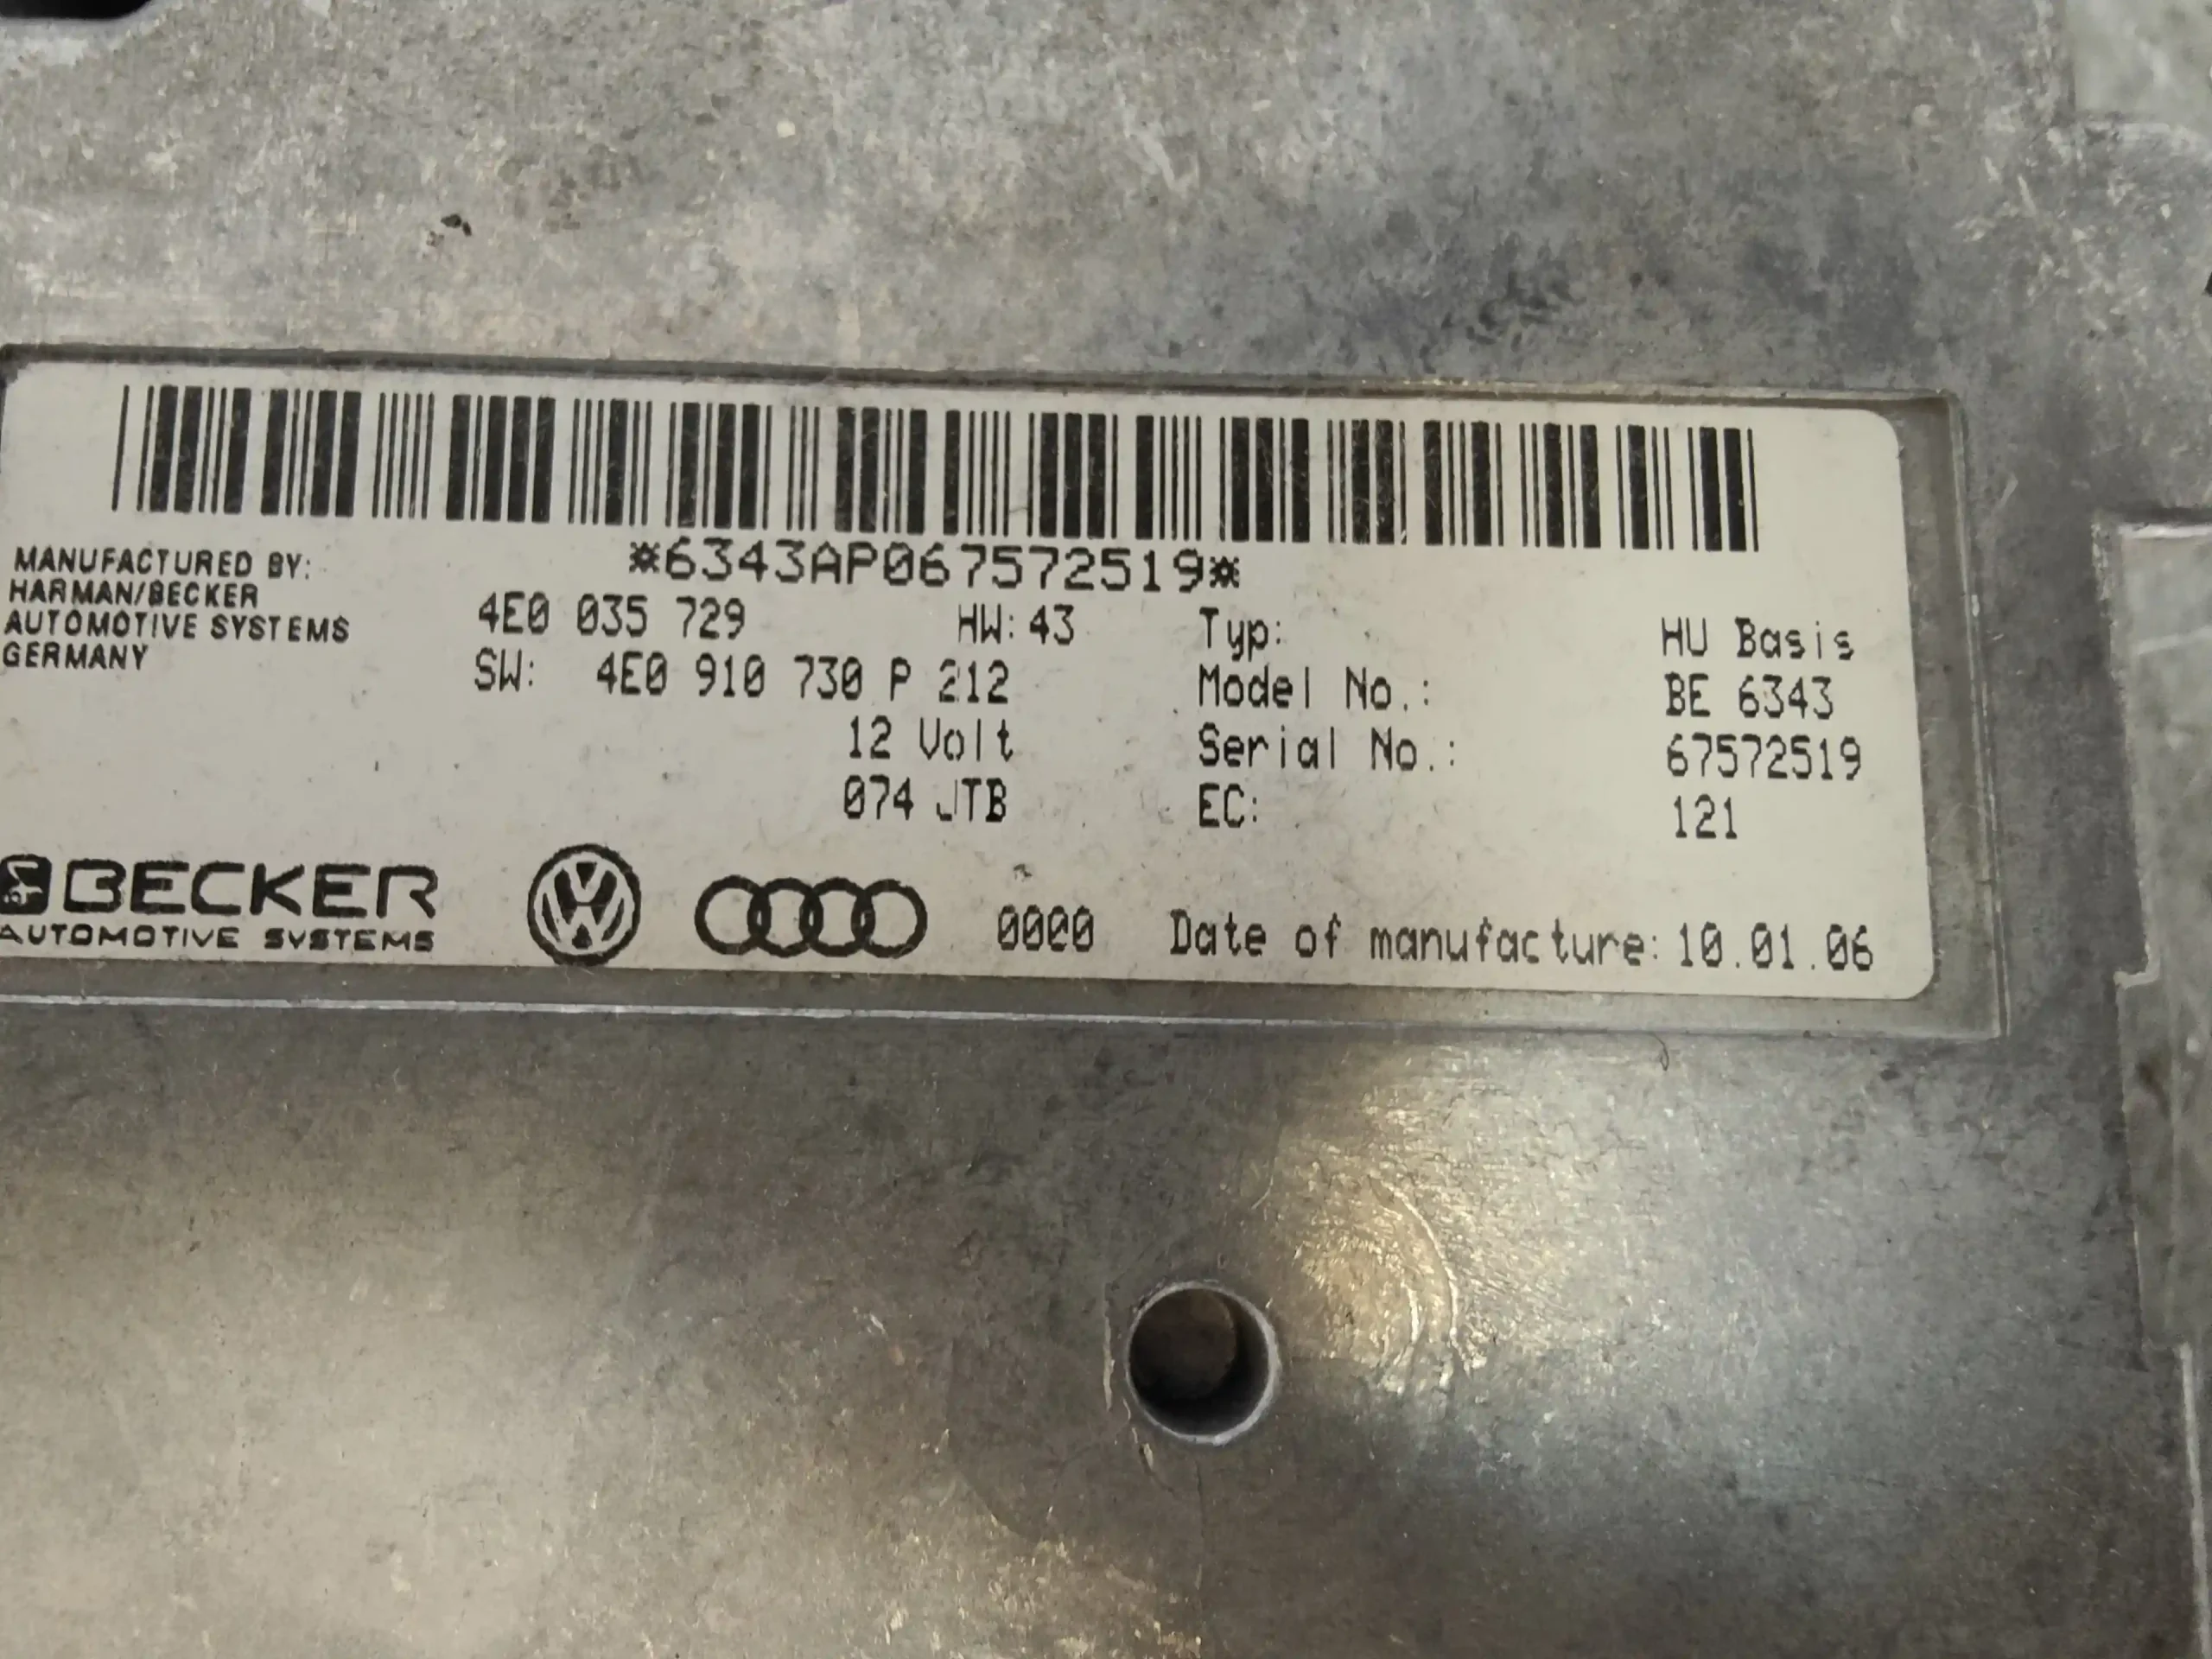 *6343AP067572519*
MANUFACTURED BY:
HARMAN/BECKER
AUTOMOTIVE SYSTEMS
GERMANY
4E0 035 729 HW: 43
SW: 4E0 910 730 P 212
12 Volt
074 JTB
Typ: HU Basis
Model No.: BE 6343
Serial No.: 67572519
EC: 121
BECKER
AUTOMOTIVE SYSTEMS
0000 Date of manufacture: 10.01.06